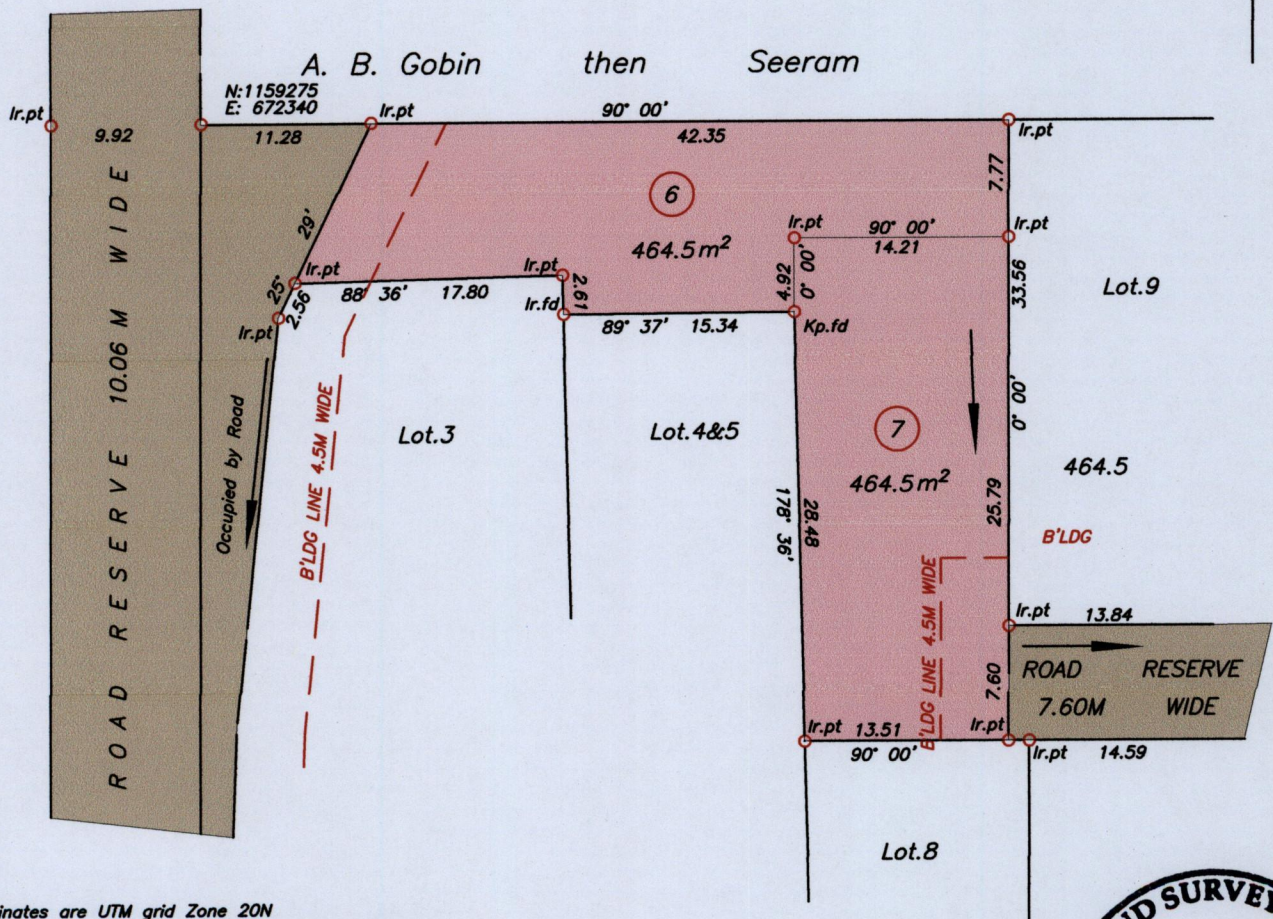 A. B. Gobin then Seeram
N:1159275
E: 672340
Ir.pt
Ir.pt
90° 00'
9.92
11.28
42.35
Ir.pt
7.77
29'
6
464.5m²
Ir.pt
90° 00'
14.21
Ir.pt
Ir.pt
25°
2.56
88° 36' 17.80
Ir.pt
2.61
4.92
0° 00'
33.56
Lot.9
Ir.pt
Ir.fd
89° 37' 15.34
Kp.fd
ROAD RESERVE 10.06 M WIDE
Occupied by Road
B'LDG LINE 4.5M WIDE
Lot.3
Lot.4&5
7
464.5m²
0° 00'
464.5
178° 36'
28.48
25.79
B'LDG
B'LDG LINE 4.5M WIDE
Ir.pt 13.84
7.60
ROAD RESERVE
7.60M WIDE
Ir.pt 13.51
Ir.pt
90° 00'
Ir.pt 14.59
Lot.8
inates are UTM grid Zone 20N
ND SURVEY